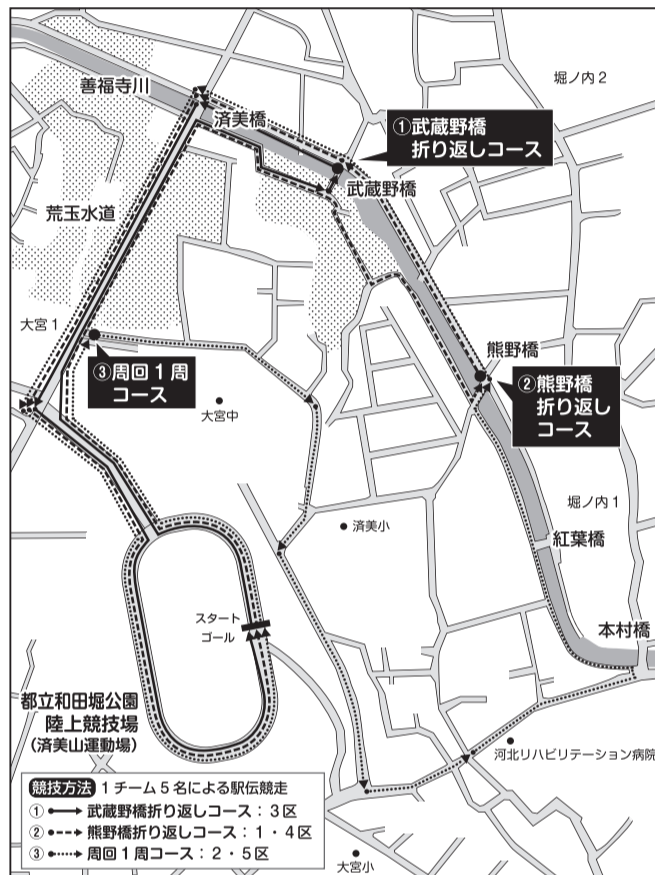 堀ノ内2
善福寺川
済美橋
①武蔵野橋
折り返しコース
武蔵野橋
荒玉水道
大宮1
熊野橋
③周回1周
コース
②熊野橋
折り返し
コース
大宮中
堀ノ内1
済美小
紅葉橋
スタート
ゴール
本村橋
都立和田堀公園
陸上競技場
(済美山運動場)
河北リハビリテーション病院
競技方法 1チーム5名による駅伝競走
① 武蔵野橋折り返しコース:3区
② 熊野橋折り返しコース:1・4区
③ 周回1周コース:2・5区
大宮小